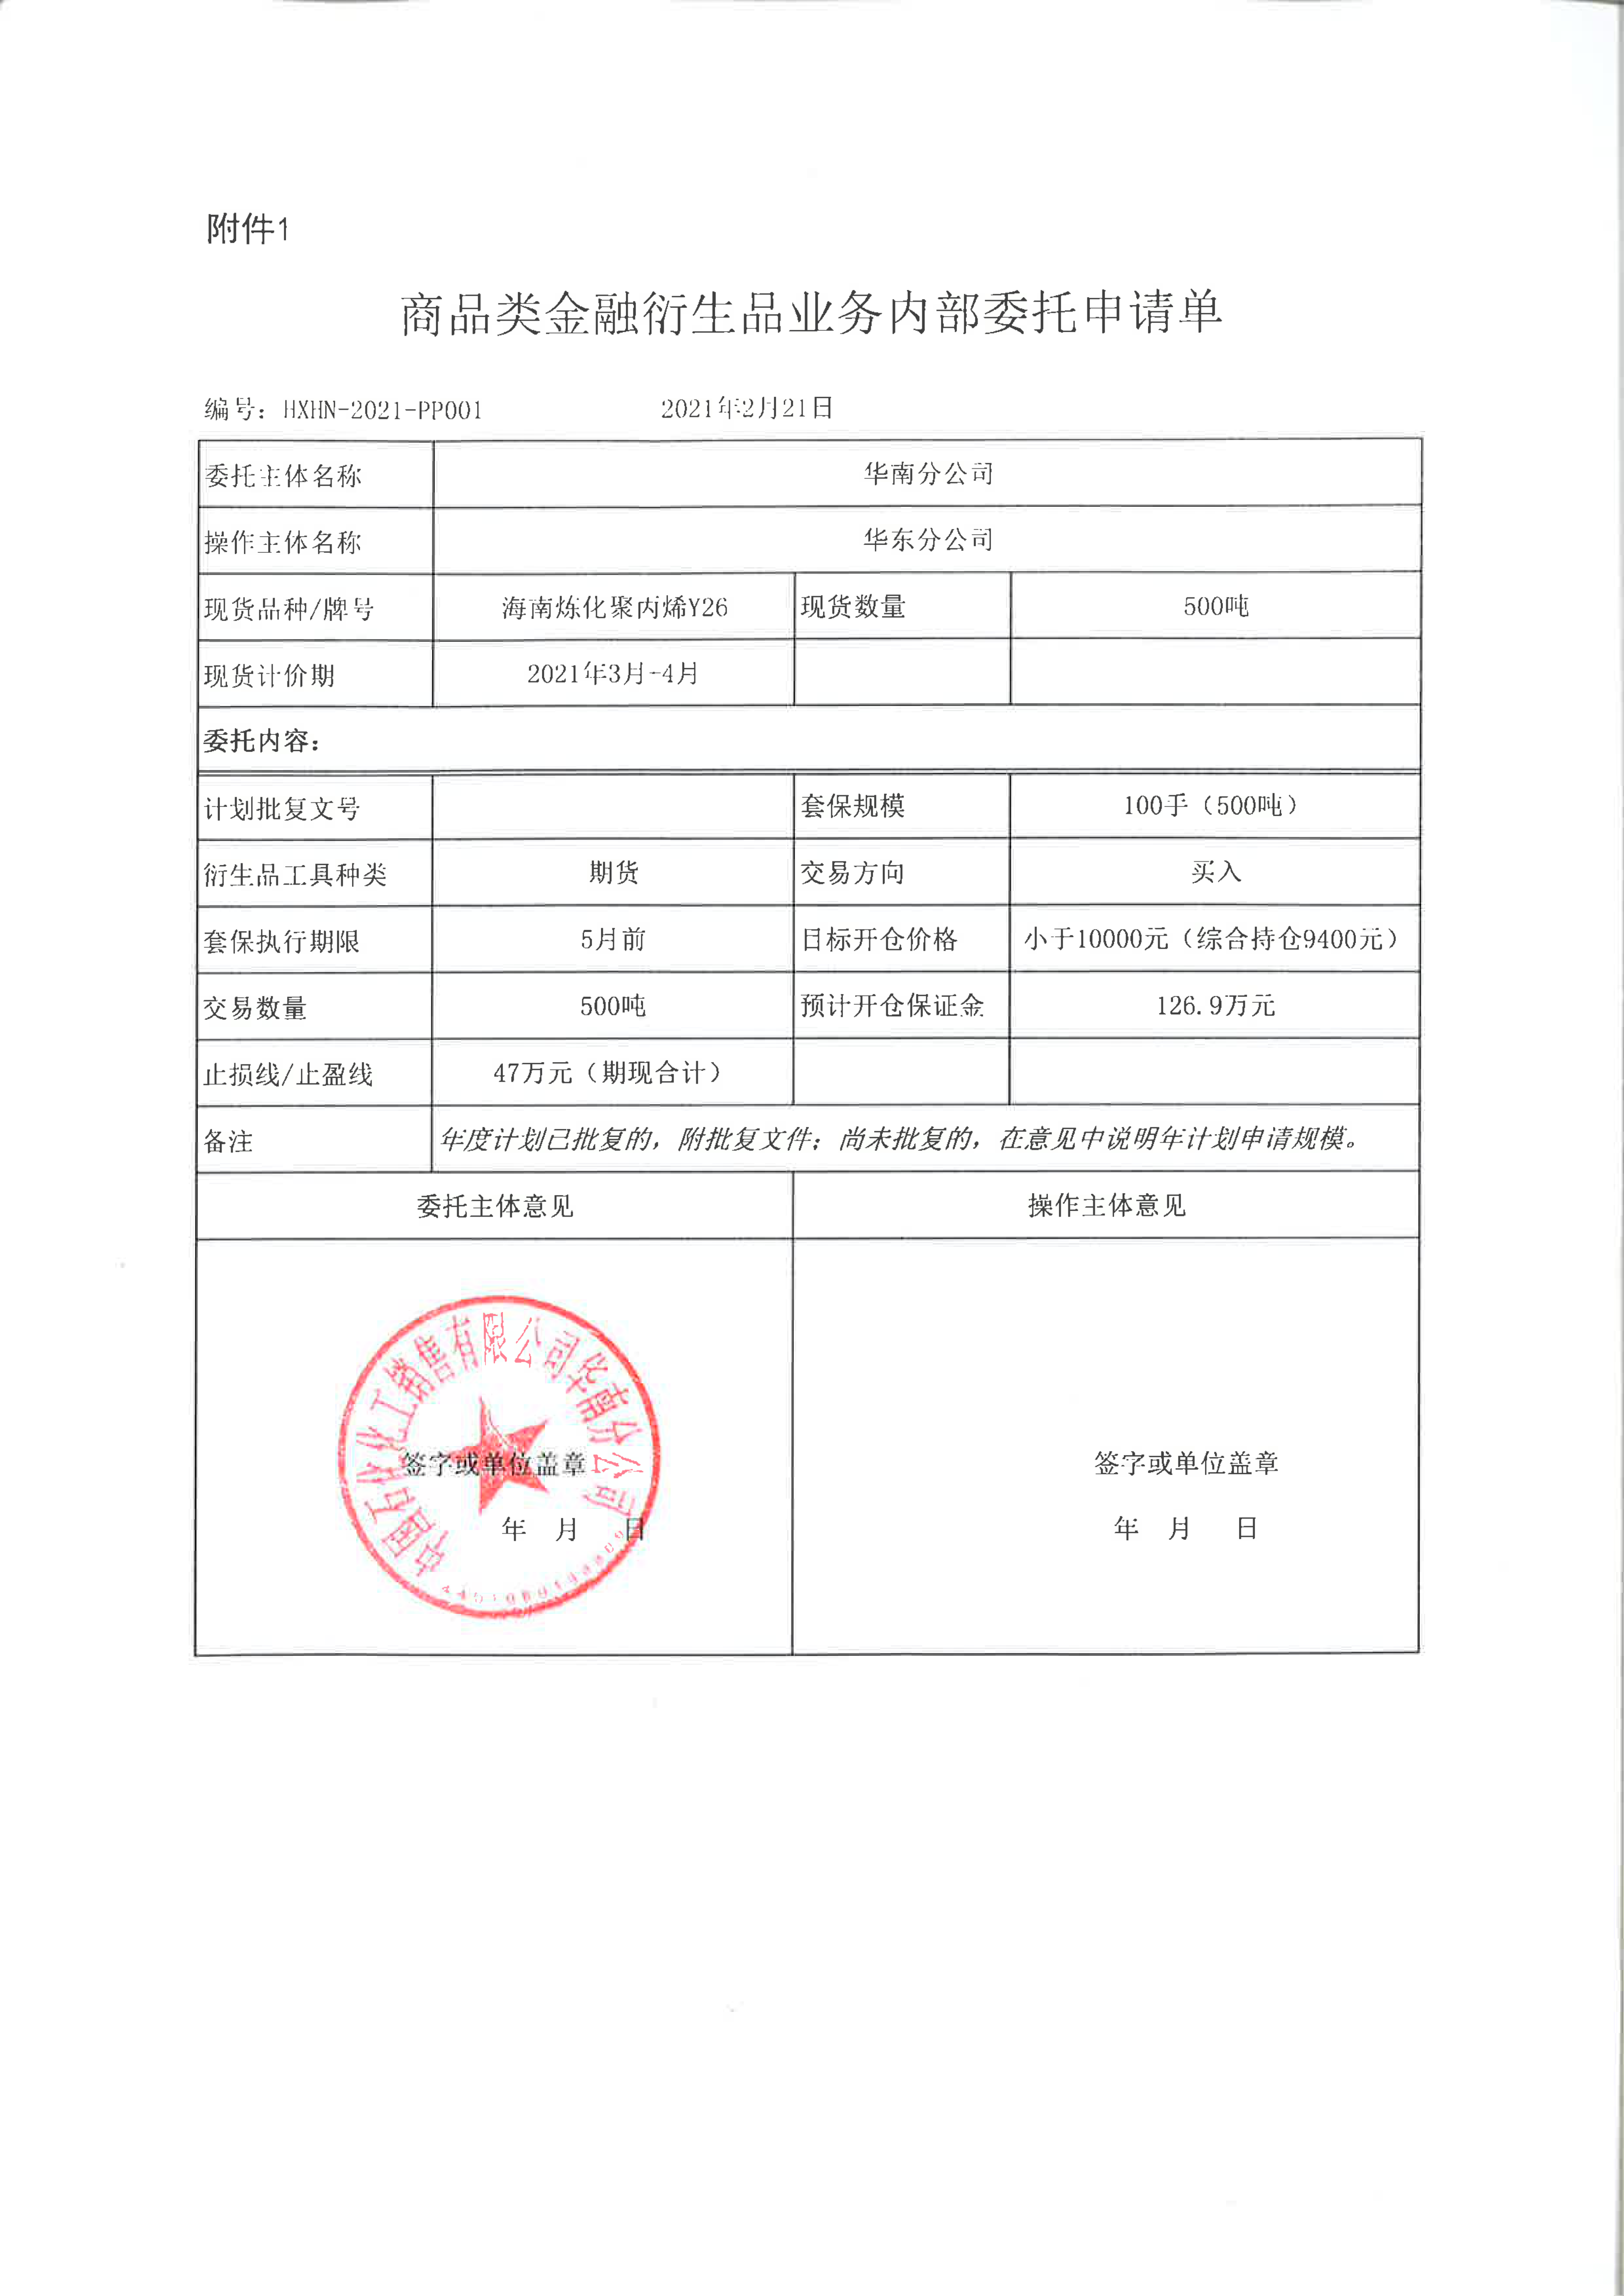 附件1
商品类金融衍生品业务内部委托申请单
编号：HXHN-2021-PP001 2021年2月21日
委托主体名称 华南分公司
操作主体名称 华东分公司
现货品种/牌号 海南炼化聚丙烯Y26 现货数量 500吨
现货计价期 2021年3月-4月
委托内容：
计划批复文号 套保规模 100手（500吨）
衍生品工具种类 期货 交易方向 买入
套保执行期限 5月前 目标开仓价格 小于10000元（综合持仓9400元）
交易数量 500吨 预计开仓保证金 126.9万元
止损线/止盈线 47万元（期现合计）
备注 年度计划已批复的，附批复文件；尚未批复的，在意见中说明年计划申请规模。
委托主体意见 操作主体意见
中国石化化工销售有限公司华南分公司
签字或单位盖章 签字或单位盖章
年 月 日 年 月 日